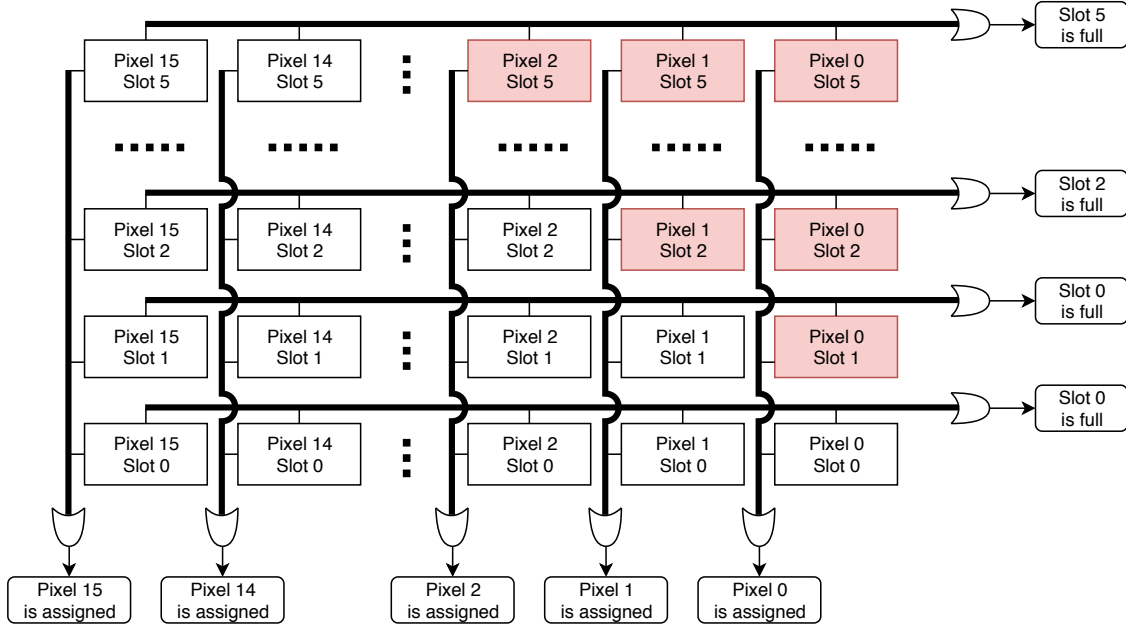 Slot 5
is full
Pixel 15
Slot 5
Pixel 14
Slot 5
Pixel 2
Slot 5
Pixel 1
Slot 5
Pixel 0
Slot 5
Slot 2
is full
Pixel 15
Slot 2
Pixel 14
Slot 2
Pixel 2
Slot 2
Pixel 1
Slot 2
Pixel 0
Slot 2
Slot 0
is full
Pixel 15
Slot 1
Pixel 14
Slot 1
Pixel 2
Slot 1
Pixel 1
Slot 1
Pixel 0
Slot 1
Slot 0
is full
Pixel 15
Slot 0
Pixel 14
Slot 0
Pixel 2
Slot 0
Pixel 1
Slot 0
Pixel 0
Slot 0
Pixel 15
is assigned
Pixel 14
is assigned
Pixel 2
is assigned
Pixel 1
is assigned
Pixel 0
is assigned